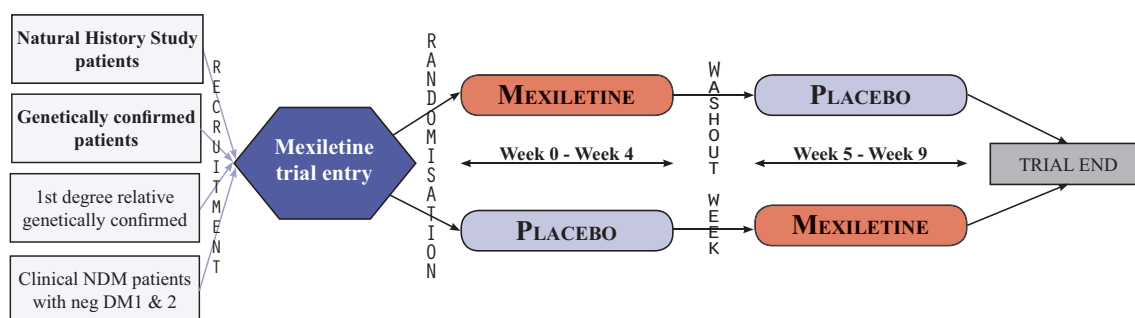 Natural History Study
patients
Genetically confirmed
patients
1st degree relative
genetically confirmed
Clinical NDM patients
with neg DM1 & 2
RECRUITMENT
Mexiletine
trial entry
RANDOMISATION
MEXILETINE
Week 0 - Week 4
PLACEBO
WASHOUT
WEEK
PLACEBO
Week 5 - Week 9
MEXILETINE
TRIAL END